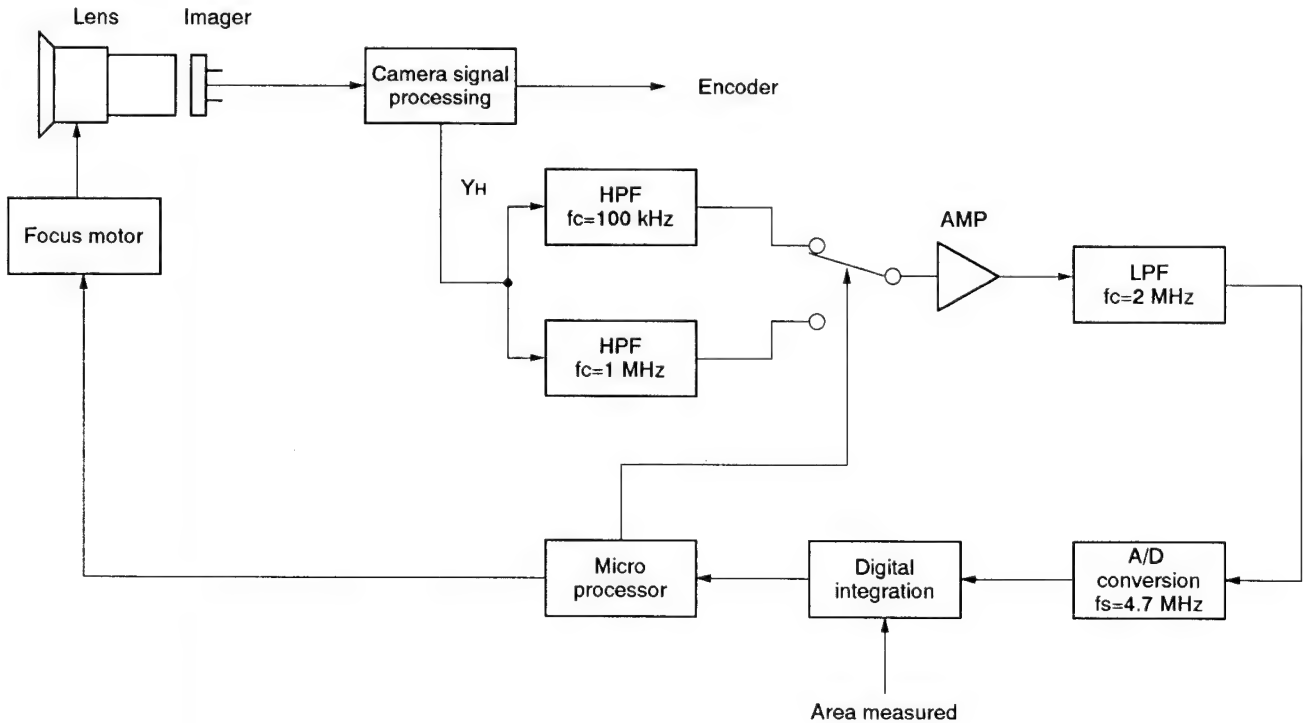 Lens
Imager
Camera signal
processing
Encoder
YH
HPF
fc=100 kHz
AMP
Focus motor
LPF
fc=2 MHz
HPF
fc=1 MHz
Micro
processor
Digital
integration
A/D
conversion
fs=4.7 MHz
Area measured